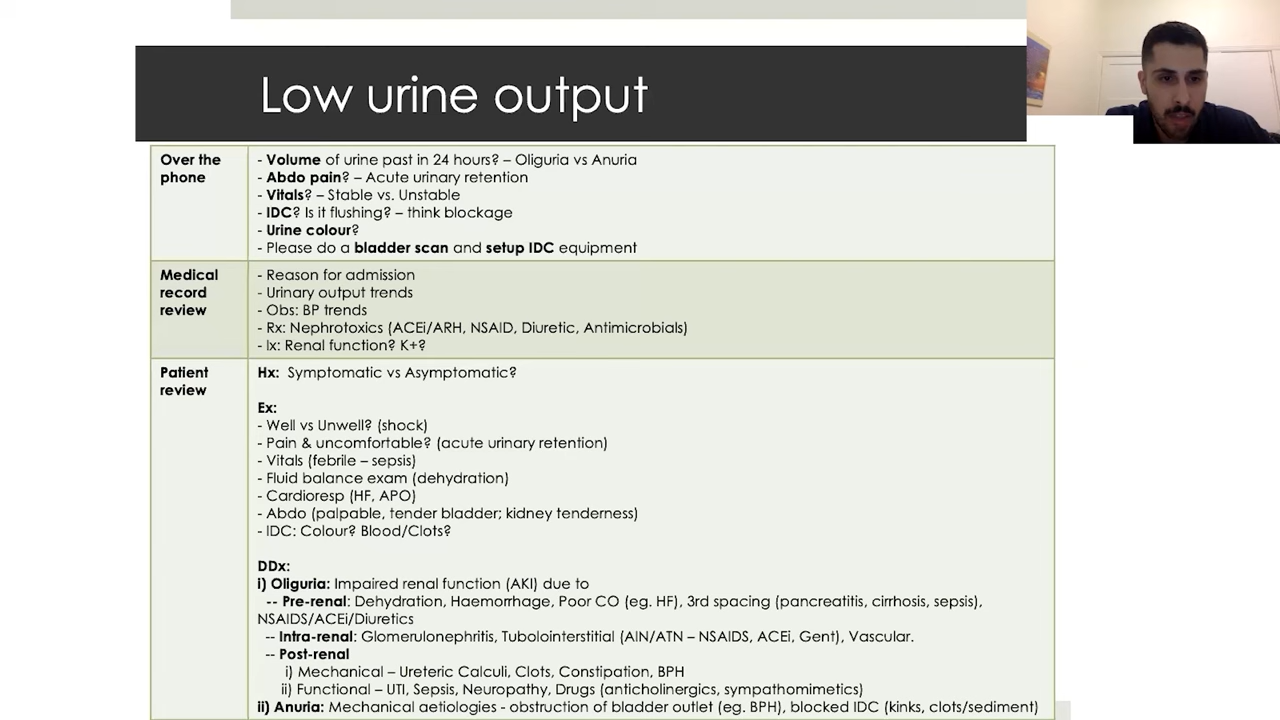 Low urine output
Over the phone
- Volume of urine past in 24 hours? – Oliguria vs Anuria
- Abdo pain? – Acute urinary retention
- Vitals? – Stable vs. Unstable
- IDC? Is it flushing? – think blockage
- Urine colour?
- Please do a bladder scan and setup IDC equipment
Medical record review
- Reason for admission
- Urinary output trends
- Obs: BP trends
- Rx: Nephrotoxics (ACEi/ARH, NSAID, Diuretic, Antimicrobials)
- Ix: Renal function? K+?
Patient review
Hx: Symptomatic vs Asymptomatic?
Ex:
- Well vs Unwell? (shock)
- Pain & uncomfortable? (acute urinary retention)
- Vitals (febrile – sepsis)
- Fluid balance exam (dehydration)
- Cardioresp (HF, APO)
- Abdo (palpable, tender bladder; kidney tenderness)
- IDC: Colour? Blood/Clots?
DDx:
i) Oliguria: Impaired renal function (AKI) due to
-- Pre-renal: Dehydration, Haemorrhage, Poor CO (eg. HF), 3rd spacing (pancreatitis, cirrhosis, sepsis),
NSAIDS/ACEi/Diuretics
-- Intra-renal: Glomerulonephritis, Tubolointerstitial (AIN/ATN – NSAIDS, ACEi, Gent), Vascular.
-- Post-renal
i) Mechanical – Ureteric Calculi, Clots, Constipation, BPH
ii) Functional – UTI, Sepsis, Neuropathy, Drugs (anticholinergics, sympathomimetics)
ii) Anuria: Mechanical aetiologies - obstruction of bladder outlet (eg. BPH), blocked IDC (kinks, clots/sediment)